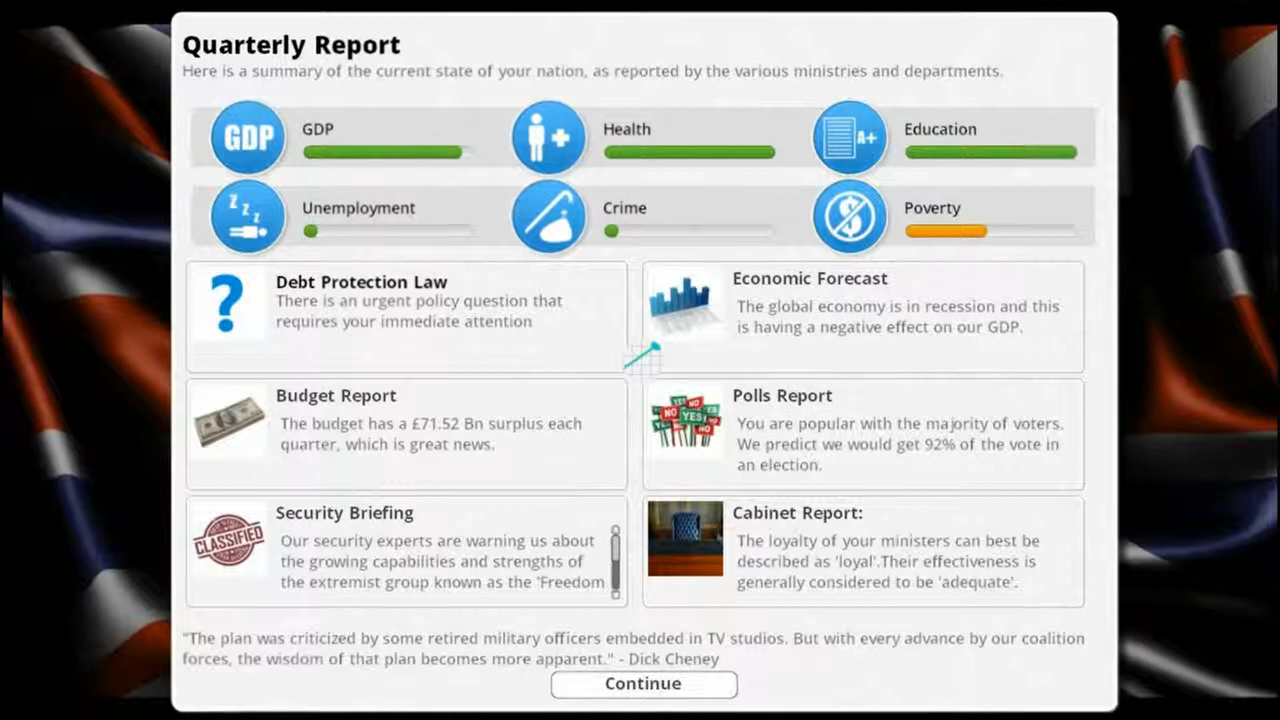 Quarterly Report
Here is a summary of the current state of your nation, as reported by the various ministries and departments.
GDP
GDP
Health
A+
Education
Z Z Z
Unemployment
Crime
$
Poverty
?
Debt Protection Law
There is an urgent policy question that
requires your immediate attention
Economic Forecast
The global economy is in recession and this
is having a negative effect on our GDP.
Budget Report
The budget has a £71.52 Bn surplus each
quarter, which is great news.
YES
NO
NO
YES
NO
NO
Polls Report
You are popular with the majority of voters.
We predict we would get 92% of the vote in
an election.
CLASSIFIED
Security Briefing
Our security experts are warning us about
the growing capabilities and strengths of
the extremist group known as the 'Freedom
Cabinet Report:
The loyalty of your ministers can best be
described as 'loyal'.Their effectiveness is
generally considered to be 'adequate'.
"The plan was criticized by some retired military officers embedded in TV studios. But with every advance by our coalition
forces, the wisdom of that plan becomes more apparent." - Dick Cheney
Continue